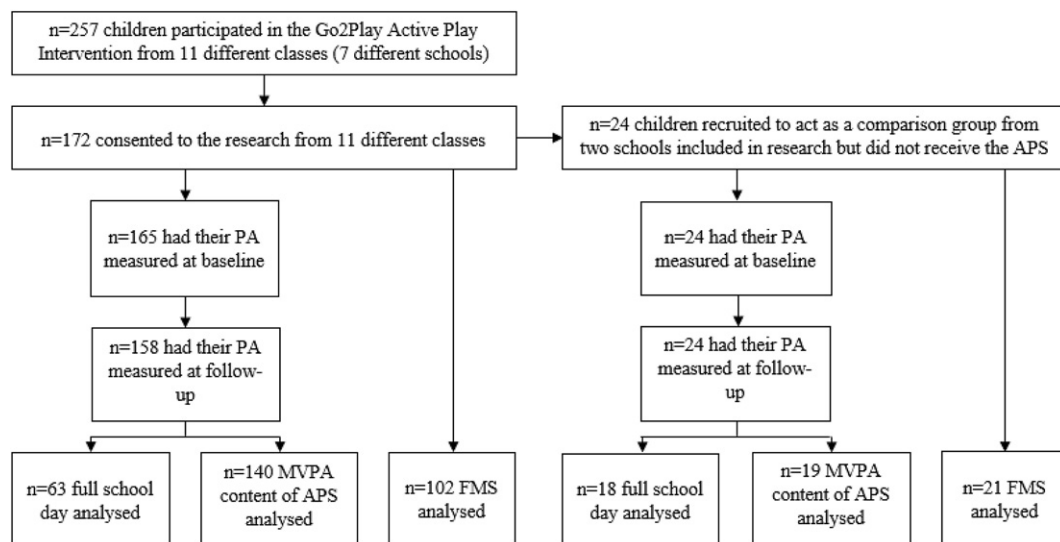 n=257 children participated in the Go2Play Active Play
Intervention from 11 different classes (7 different schools)
n=172 consented to the research from 11 different classes
n=24 children recruited to act as a comparison group from
two schools included in research but did not receive the APS
n=165 had their PA
measured at baseline
n=24 had their PA
measured at baseline
n=158 had their PA
measured at follow-
up
n=24 had their PA
measured at follow-
up
n=63 full school
day analysed
n=140 MVPA
content of APS
analysed
n=102 FMS
analysed
n=18 full school
day analysed
n=19 MVPA
content of APS
analysed
n=21 FMS
analysed